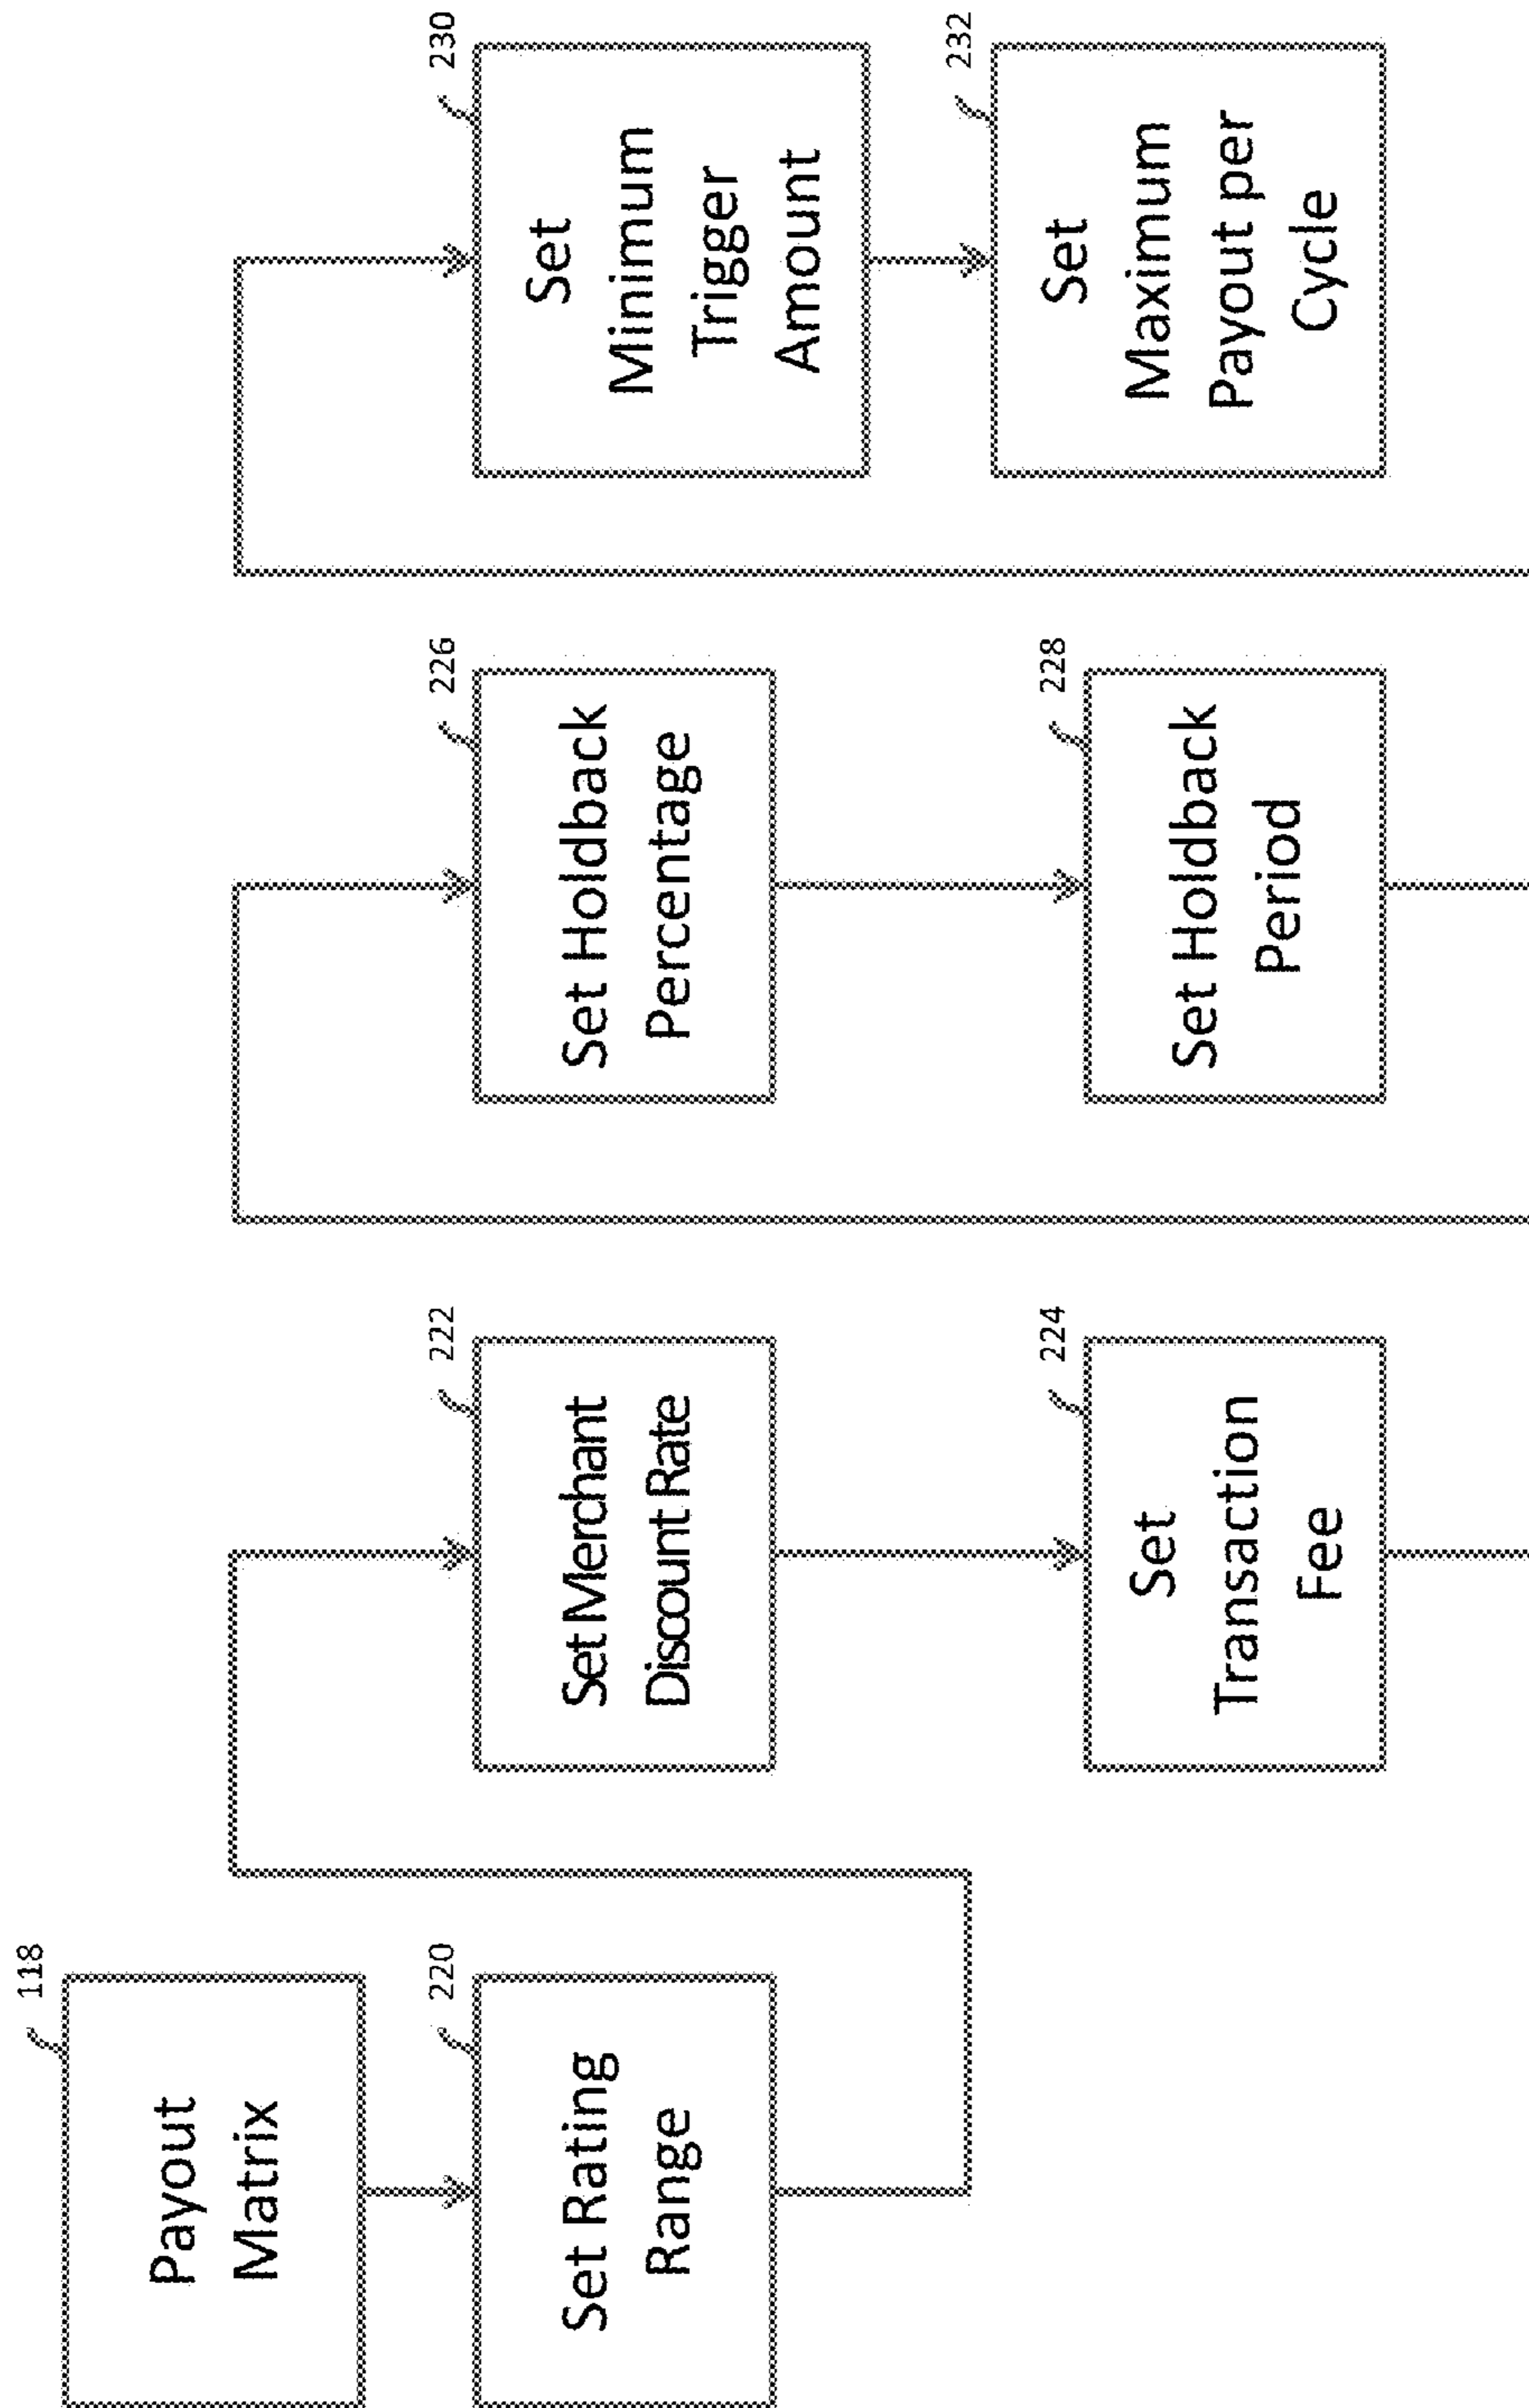 118
Payout
Matrix
220
Set Rating
Range
222
Set Merchant
Discount Rate
224
Set
Transaction
Fee
226
Set Holdback
Percentage
228
Set Holdback
Period
230
Set
Minimum
Trigger
Amount
232
Set
Maximum
Payout per
Cycle